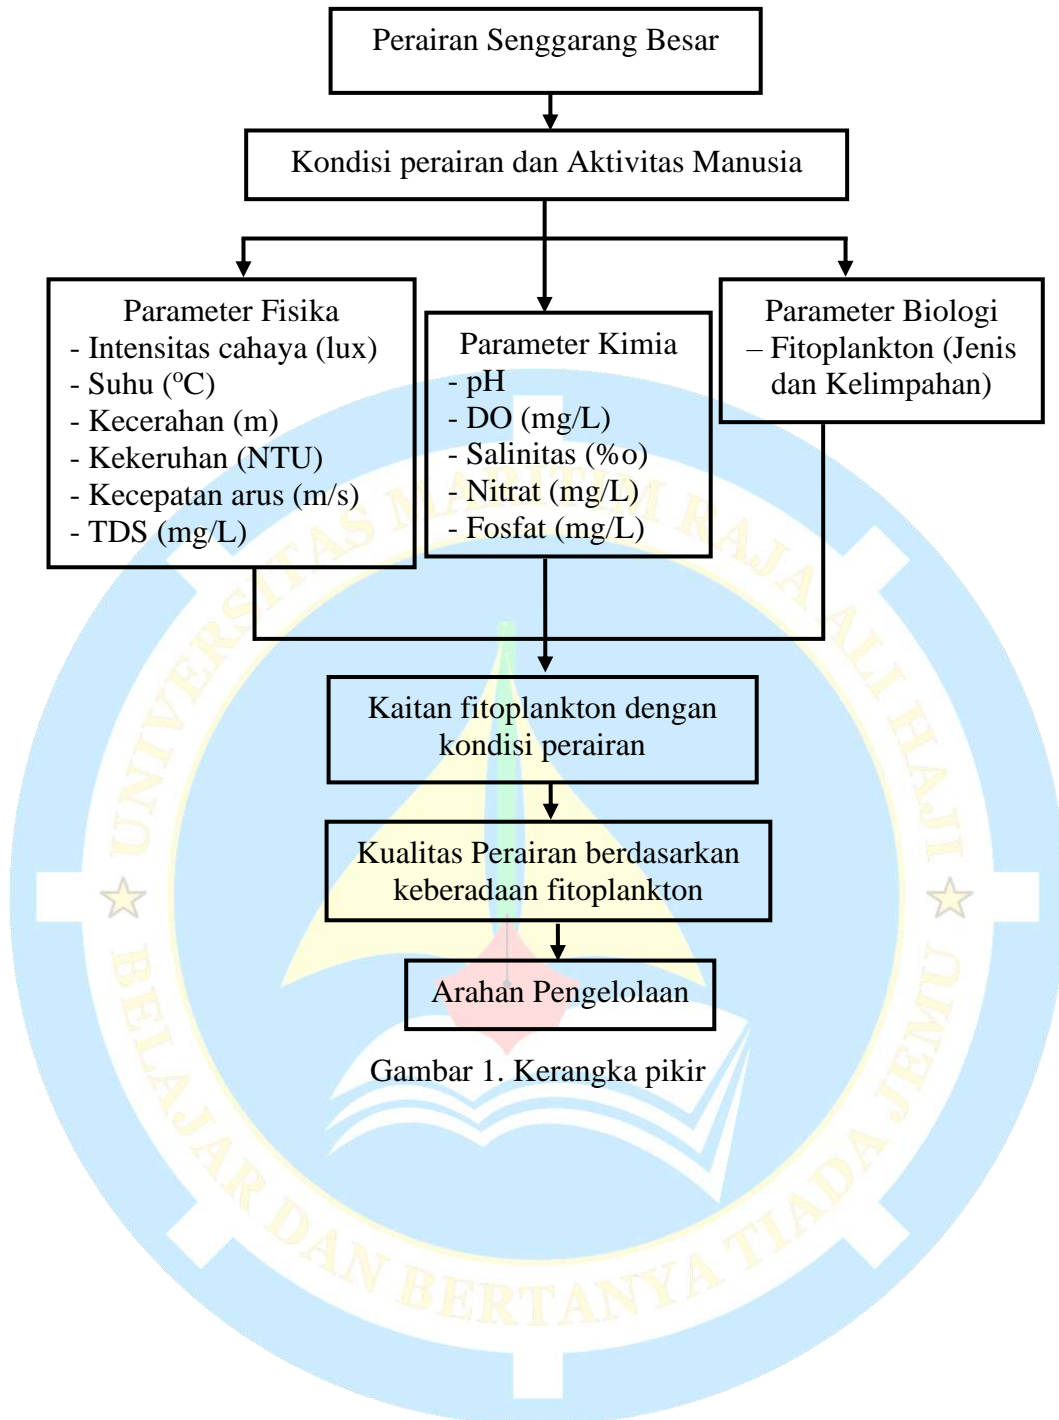 Perairan Senggarang Besar
Kondisi perairan dan Aktivitas Manusia
Parameter Fisika
- Intensitas cahaya (lux)
- Suhu (ºC)
- Kecerahan (m)
- Kekeruhan (NTU)
- Kecepatan arus (m/s)
- TDS (mg/L)
Parameter Kimia
- pH
- DO (mg/L)
- Salinitas (%o)
- Nitrat (mg/L)
- Fosfat (mg/L)
Parameter Biologi
– Fitoplankton (Jenis
dan Kelimpahan)
Kaitan fitoplankton dengan
kondisi perairan
Kualitas Perairan berdasarkan
keberadaan fitoplankton
Arahan Pengelolaan
Gambar 1. Kerangka pikir
UNIVERSITAS MARITIM RAJA ALI HAJI
BELAJAR DAN BERTANYA TIADA JEMU